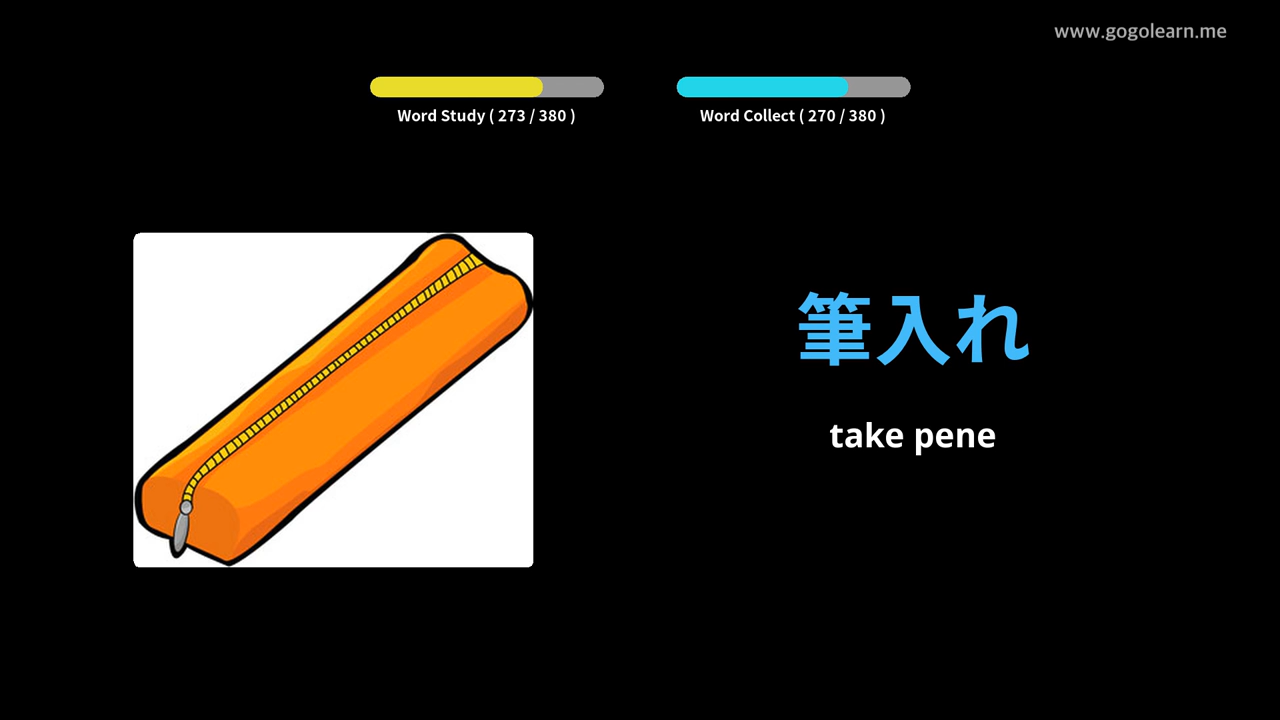 www.gogolearn.me
Word Study ( 273 / 380 )
Word Collect ( 270 / 380 )
筆入れ
take pene